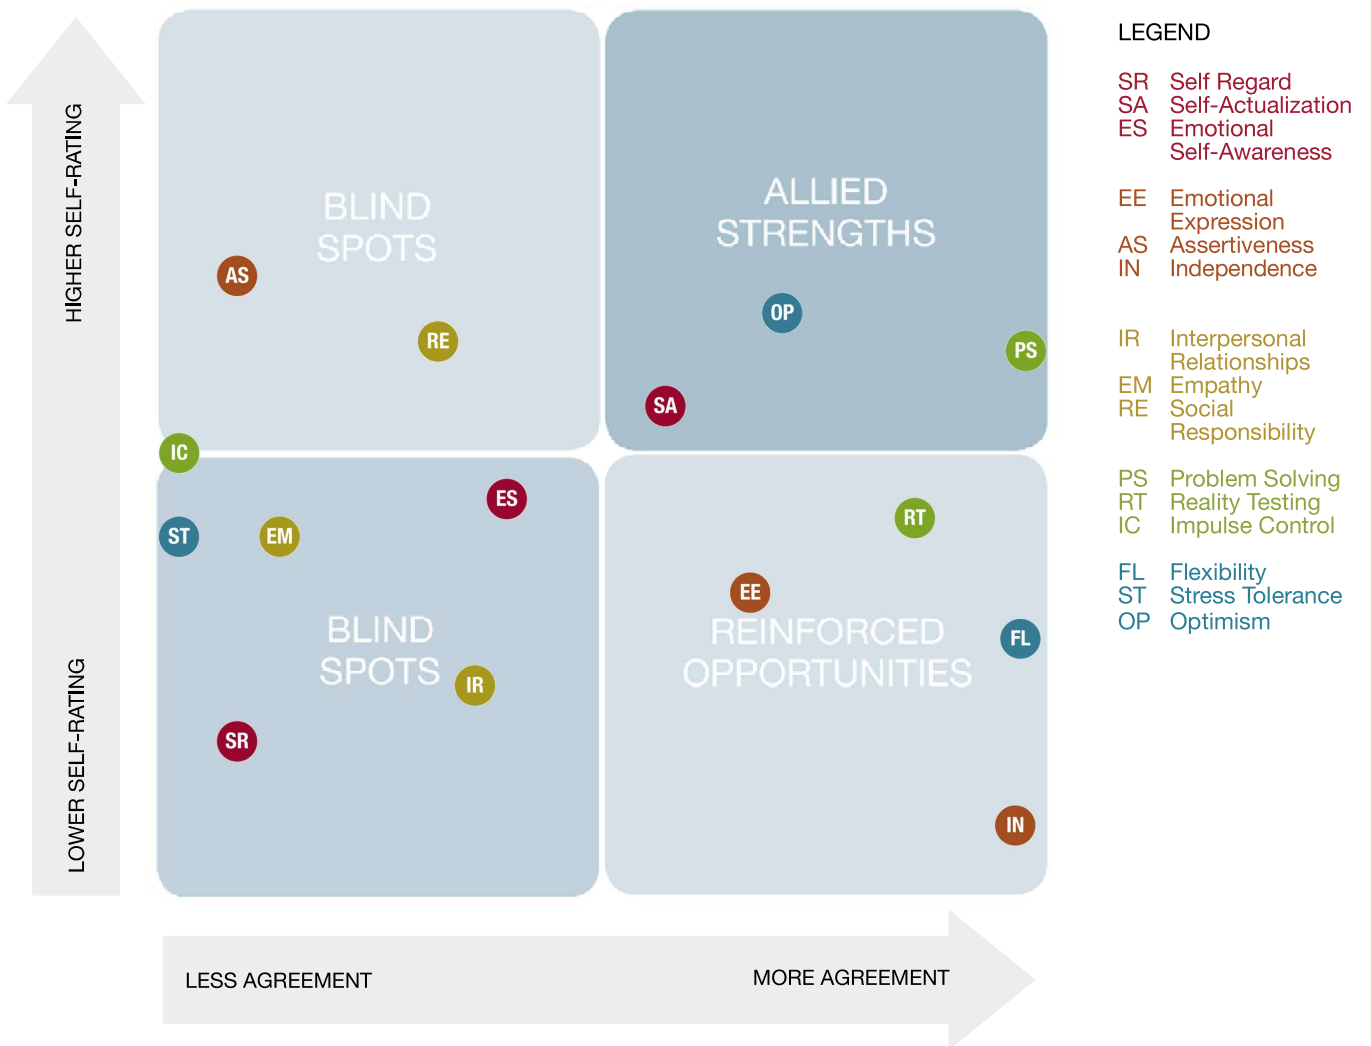 HIGHER SELF-RATING
LOWER SELF-RATING
BLIND
SPOTS
AS
RE
IC
ALLIED
STRENGTHS
OP
PS
SA
ES
ST
EM
BLIND
SPOTS
IR
SR
RT
EE
REINFORCED
OPPORTUNITIES
FL
IN
LESS AGREEMENT
MORE AGREEMENT
LEGEND
SR Self Regard
SA Self-Actualization
ES Emotional
Self-Awareness
EE Emotional
Expression
AS Assertiveness
IN Independence
IR Interpersonal
Relationships
EM Empathy
RE Social
Responsibility
PS Problem Solving
RT Reality Testing
IC Impulse Control
FL Flexibility
ST Stress Tolerance
OP Optimism